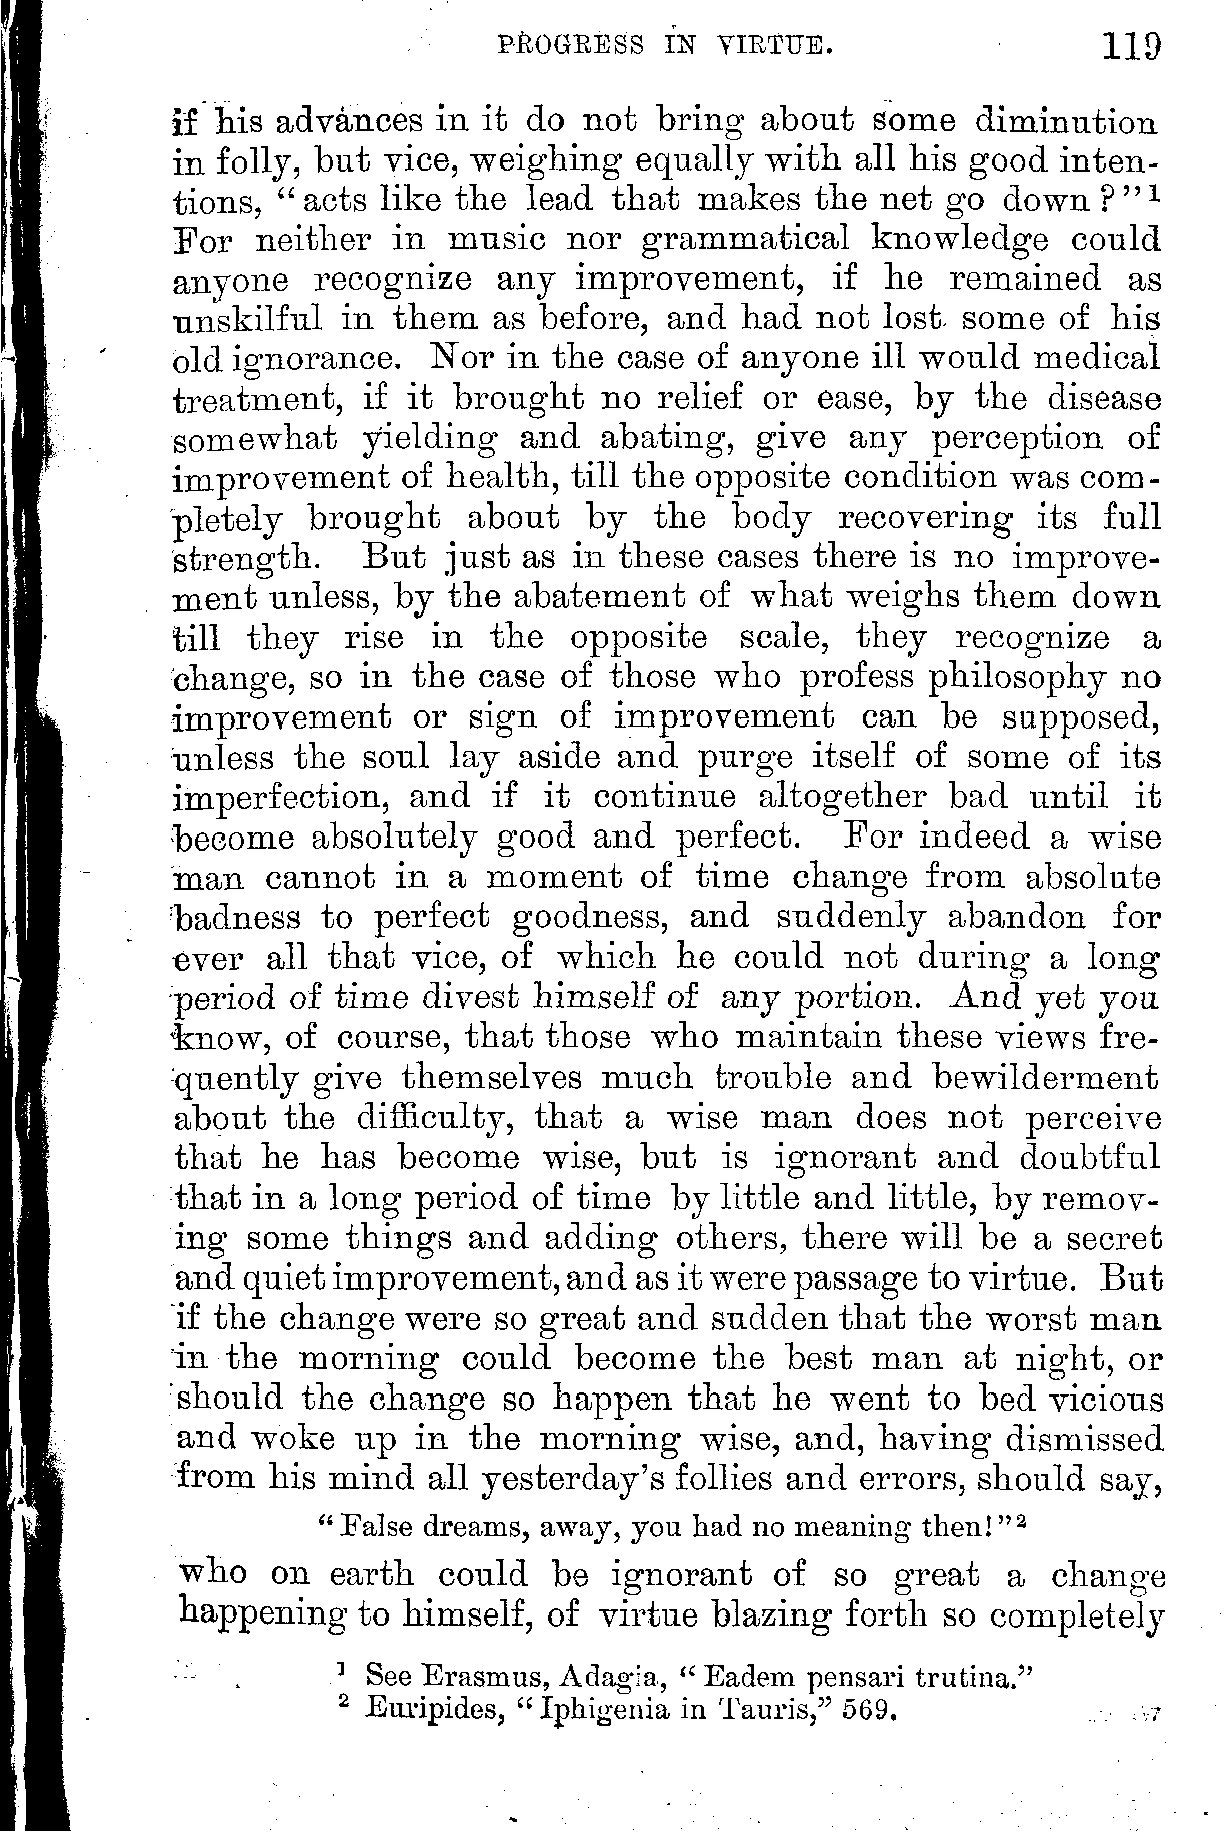 PROGRESS IN VIRTUE. 119
if his advances in it do not bring about some diminution
in folly, but vice, weighing equally with all his good inten-
tions, “acts like the lead that makes the net go down?”¹
For neither in music nor grammatical knowledge could
anyone recognize any improvement, if he remained as
unskilful in them as before, and had not lost some of his
old ignorance. Nor in the case of anyone ill would medical
treatment, if it brought no relief or ease, by the disease
somewhat yielding and abating, give any perception of
improvement of health, till the opposite condition was com-
pletely brought about by the body recovering its full
strength. But just as in these cases there is no improve-
ment unless, by the abatement of what weighs them down
till they rise in the opposite scale, they recognize a
change, so in the case of those who profess philosophy no
improvement or sign of improvement can be supposed,
unless the soul lay aside and purge itself of some of its
imperfection, and if it continue altogether bad until it
become absolutely good and perfect. For indeed a wise
man cannot in a moment of time change from absolute
badness to perfect goodness, and suddenly abandon for
ever all that vice, of which he could not during a long
period of time divest himself of any portion. And yet you
know, of course, that those who maintain these views fre-
quently give themselves much trouble and bewilderment
about the difficulty, that a wise man does not perceive
that he has become wise, but is ignorant and doubtful
that in a long period of time by little and little, by remov-
ing some things and adding others, there will be a secret
and quiet improvement, and as it were passage to virtue. But
if the change were so great and sudden that the worst man
in the morning could become the best man at night, or
should the change so happen that he went to bed vicious
and woke up in the morning wise, and, having dismissed
from his mind all yesterday’s follies and errors, should say,
“False dreams, away, you had no meaning then!”²
who on earth could be ignorant of so great a change
happening to himself, of virtue blazing forth so completely
¹ See Erasmus, Adagia, “Eadem pensari trutina.”
² Euripides, “Iphigenia in Tauris,” 569.